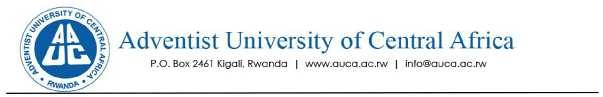 ADVENTIST UNIVERSITY OF CENTRAL AFRICA
AUCA
• RWANDA •
Adventist University of Central Africa
P.O. Box 2461 Kigali, Rwanda | www.auca.ac.rw | info@auca.ac.rw